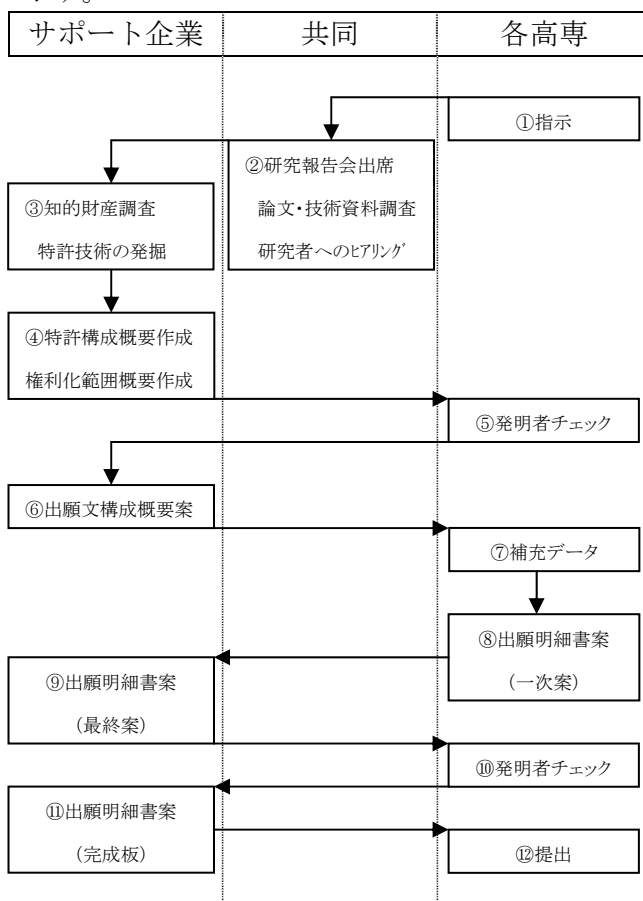 サポート企業 共同 各高専
①指示
②研究報告会出席
論文・技術資料調査
研究者へのﾋｱﾘﾝｸﾞ
③知的財産調査
特許技術の発掘
④特許構成概要作成
権利化範囲概要作成
⑤発明者チェック
⑥出願文構成概要案
⑦補充データ
⑧出願明細書案
(一次案)
⑨出願明細書案
(最終案)
⑩発明者チェック
⑪出願明細書案
(完成板)
⑫提出